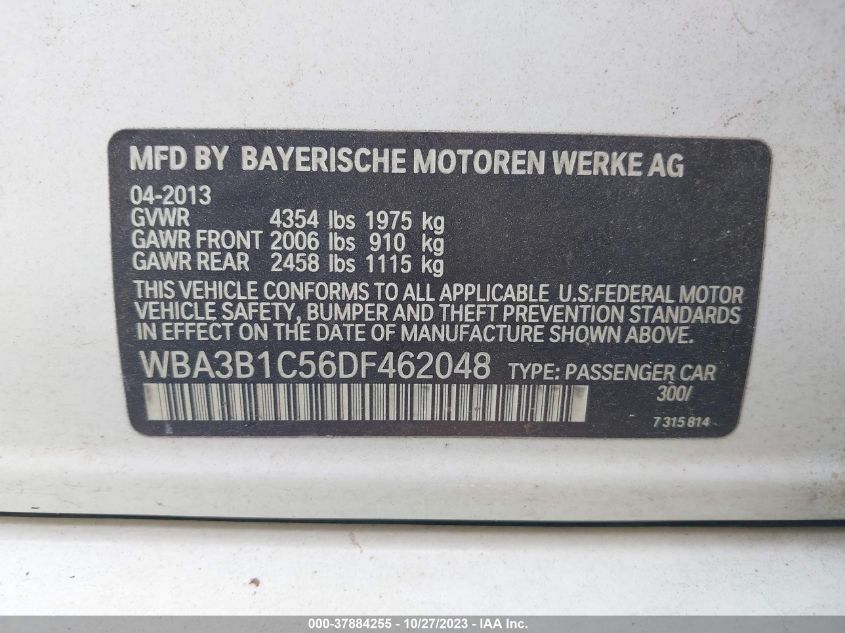 MFD BY BAYERISCHE MOTOREN WERKE AG
04-2013
GVWR 4354 lbs 1975 kg
GAWR FRONT 2006 lbs 910 kg
GAWR REAR 2458 lbs 1115 kg
THIS VEHICLE CONFORMS TO ALL APPLICABLE U.S.FEDERAL MOTOR
VEHICLE SAFETY, BUMPER AND THEFT PREVENTION STANDARDS
IN EFFECT ON THE DATE OF MANUFACTURE SHOWN ABOVE.
WBA3B1C56DF462048 TYPE: PASSENGER CAR
300/
7 315 814
000-37884255 | 10/27/2023 - IAA Inc.